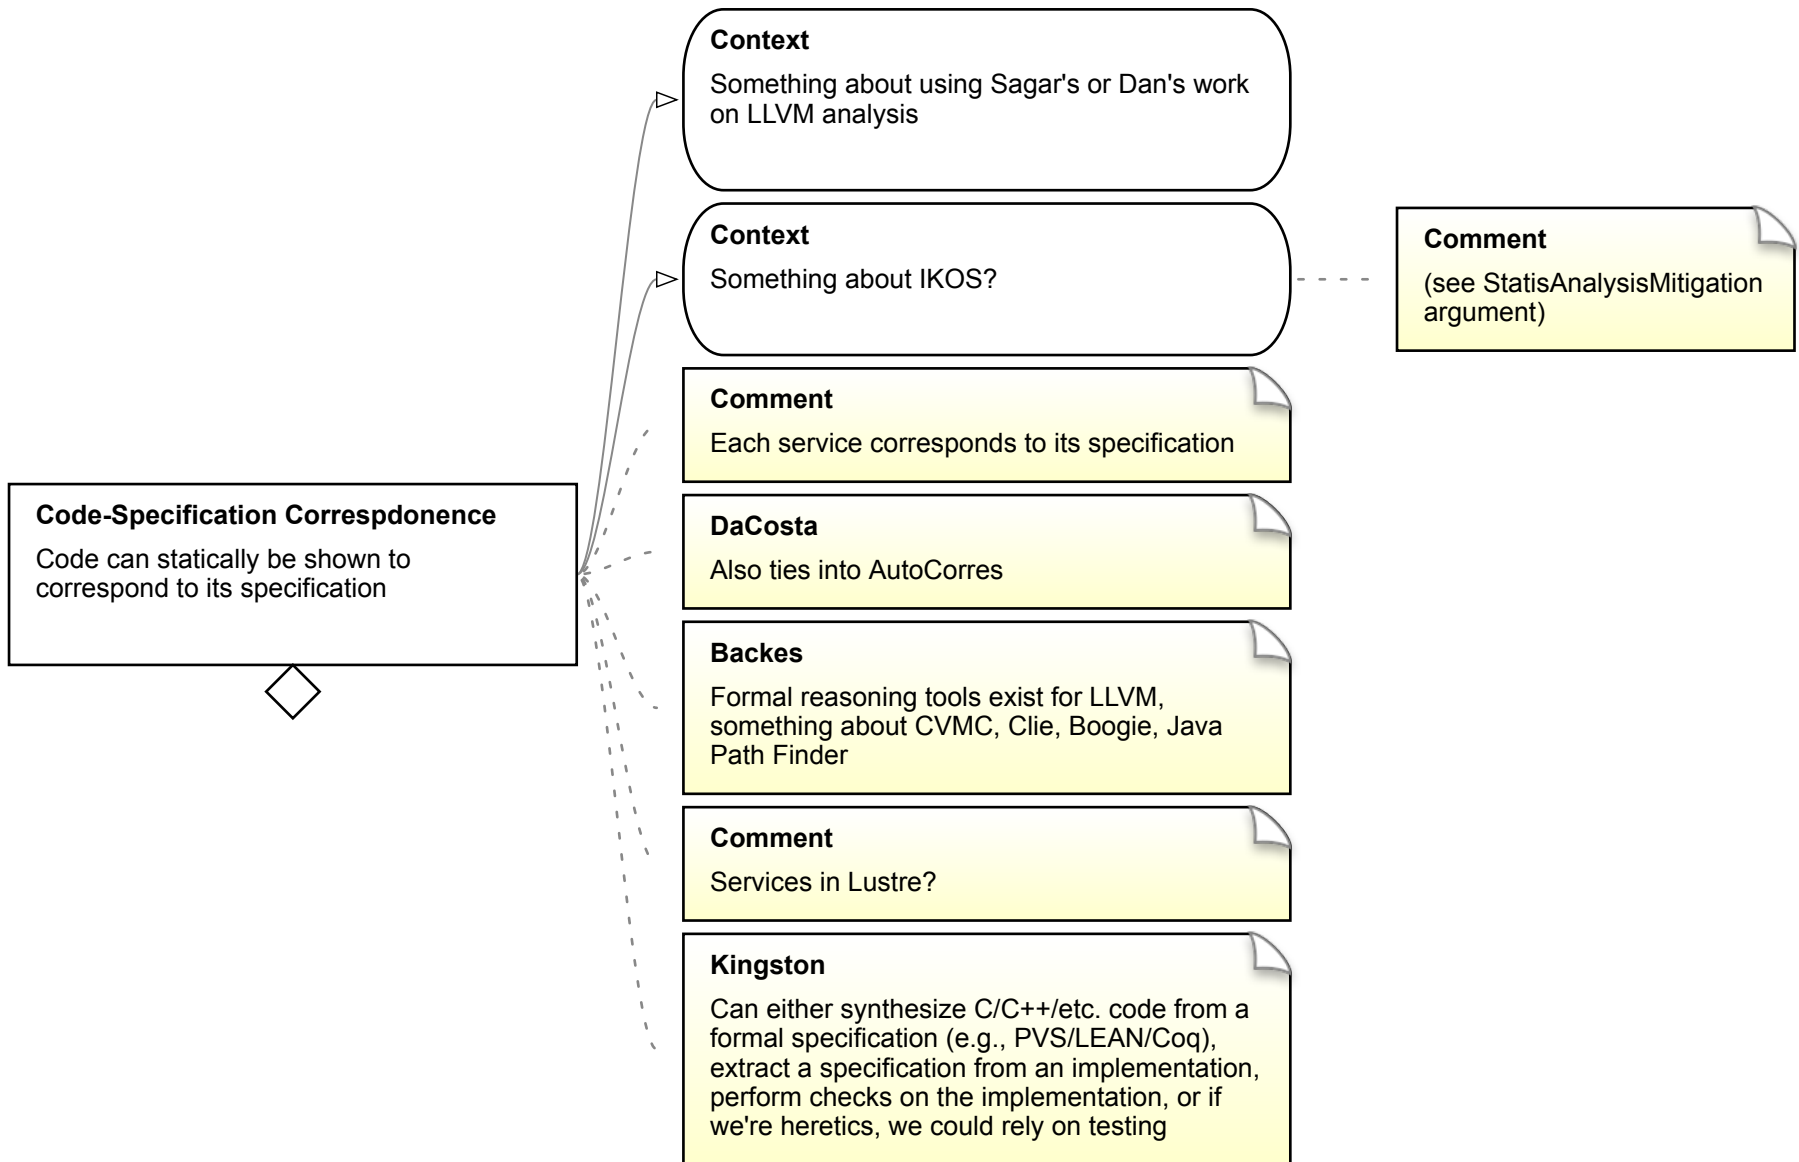 Context
Something about using Sagar's or Dan's work
on LLVM analysis
Context
Something about IKOS?
Comment
(see StatisAnalysisMitigation
argument)
Comment
Each service corresponds to its specification
Code-Specification Correspdonence
Code can statically be shown to
correspond to its specification
DaCosta
Also ties into AutoCorres
Backes
Formal reasoning tools exist for LLVM,
something about CVMC, Clie, Boogie, Java
Path Finder
Comment
Services in Lustre?
Kingston
Can either synthesize C/C++/etc. code from a
formal specification (e.g., PVS/LEAN/Coq),
extract a specification from an implementation,
perform checks on the implementation, or if
we're heretics, we could rely on testing